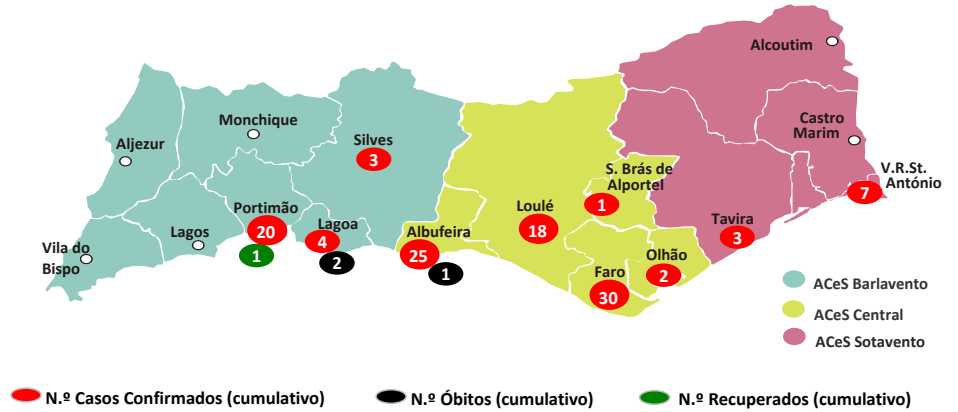 Alcoutim
Castro
Marim
V.R.St.
António
7
Monchique
Aljezur
Silves
3
S. Brás de
Alportel
1
Portimão
20
1
Lagoa
4
2
Loulé
18
Tavira
3
Lagos
Albufeira
25
1
Vila do
Bispo
Olhão
2
Faro
30
ACeS Barlavento
ACeS Central
ACeS Sotavento
N.º Casos Confirmados (cumulativo)
N.º Óbitos (cumulativo)
N.º Recuperados (cumulativo)